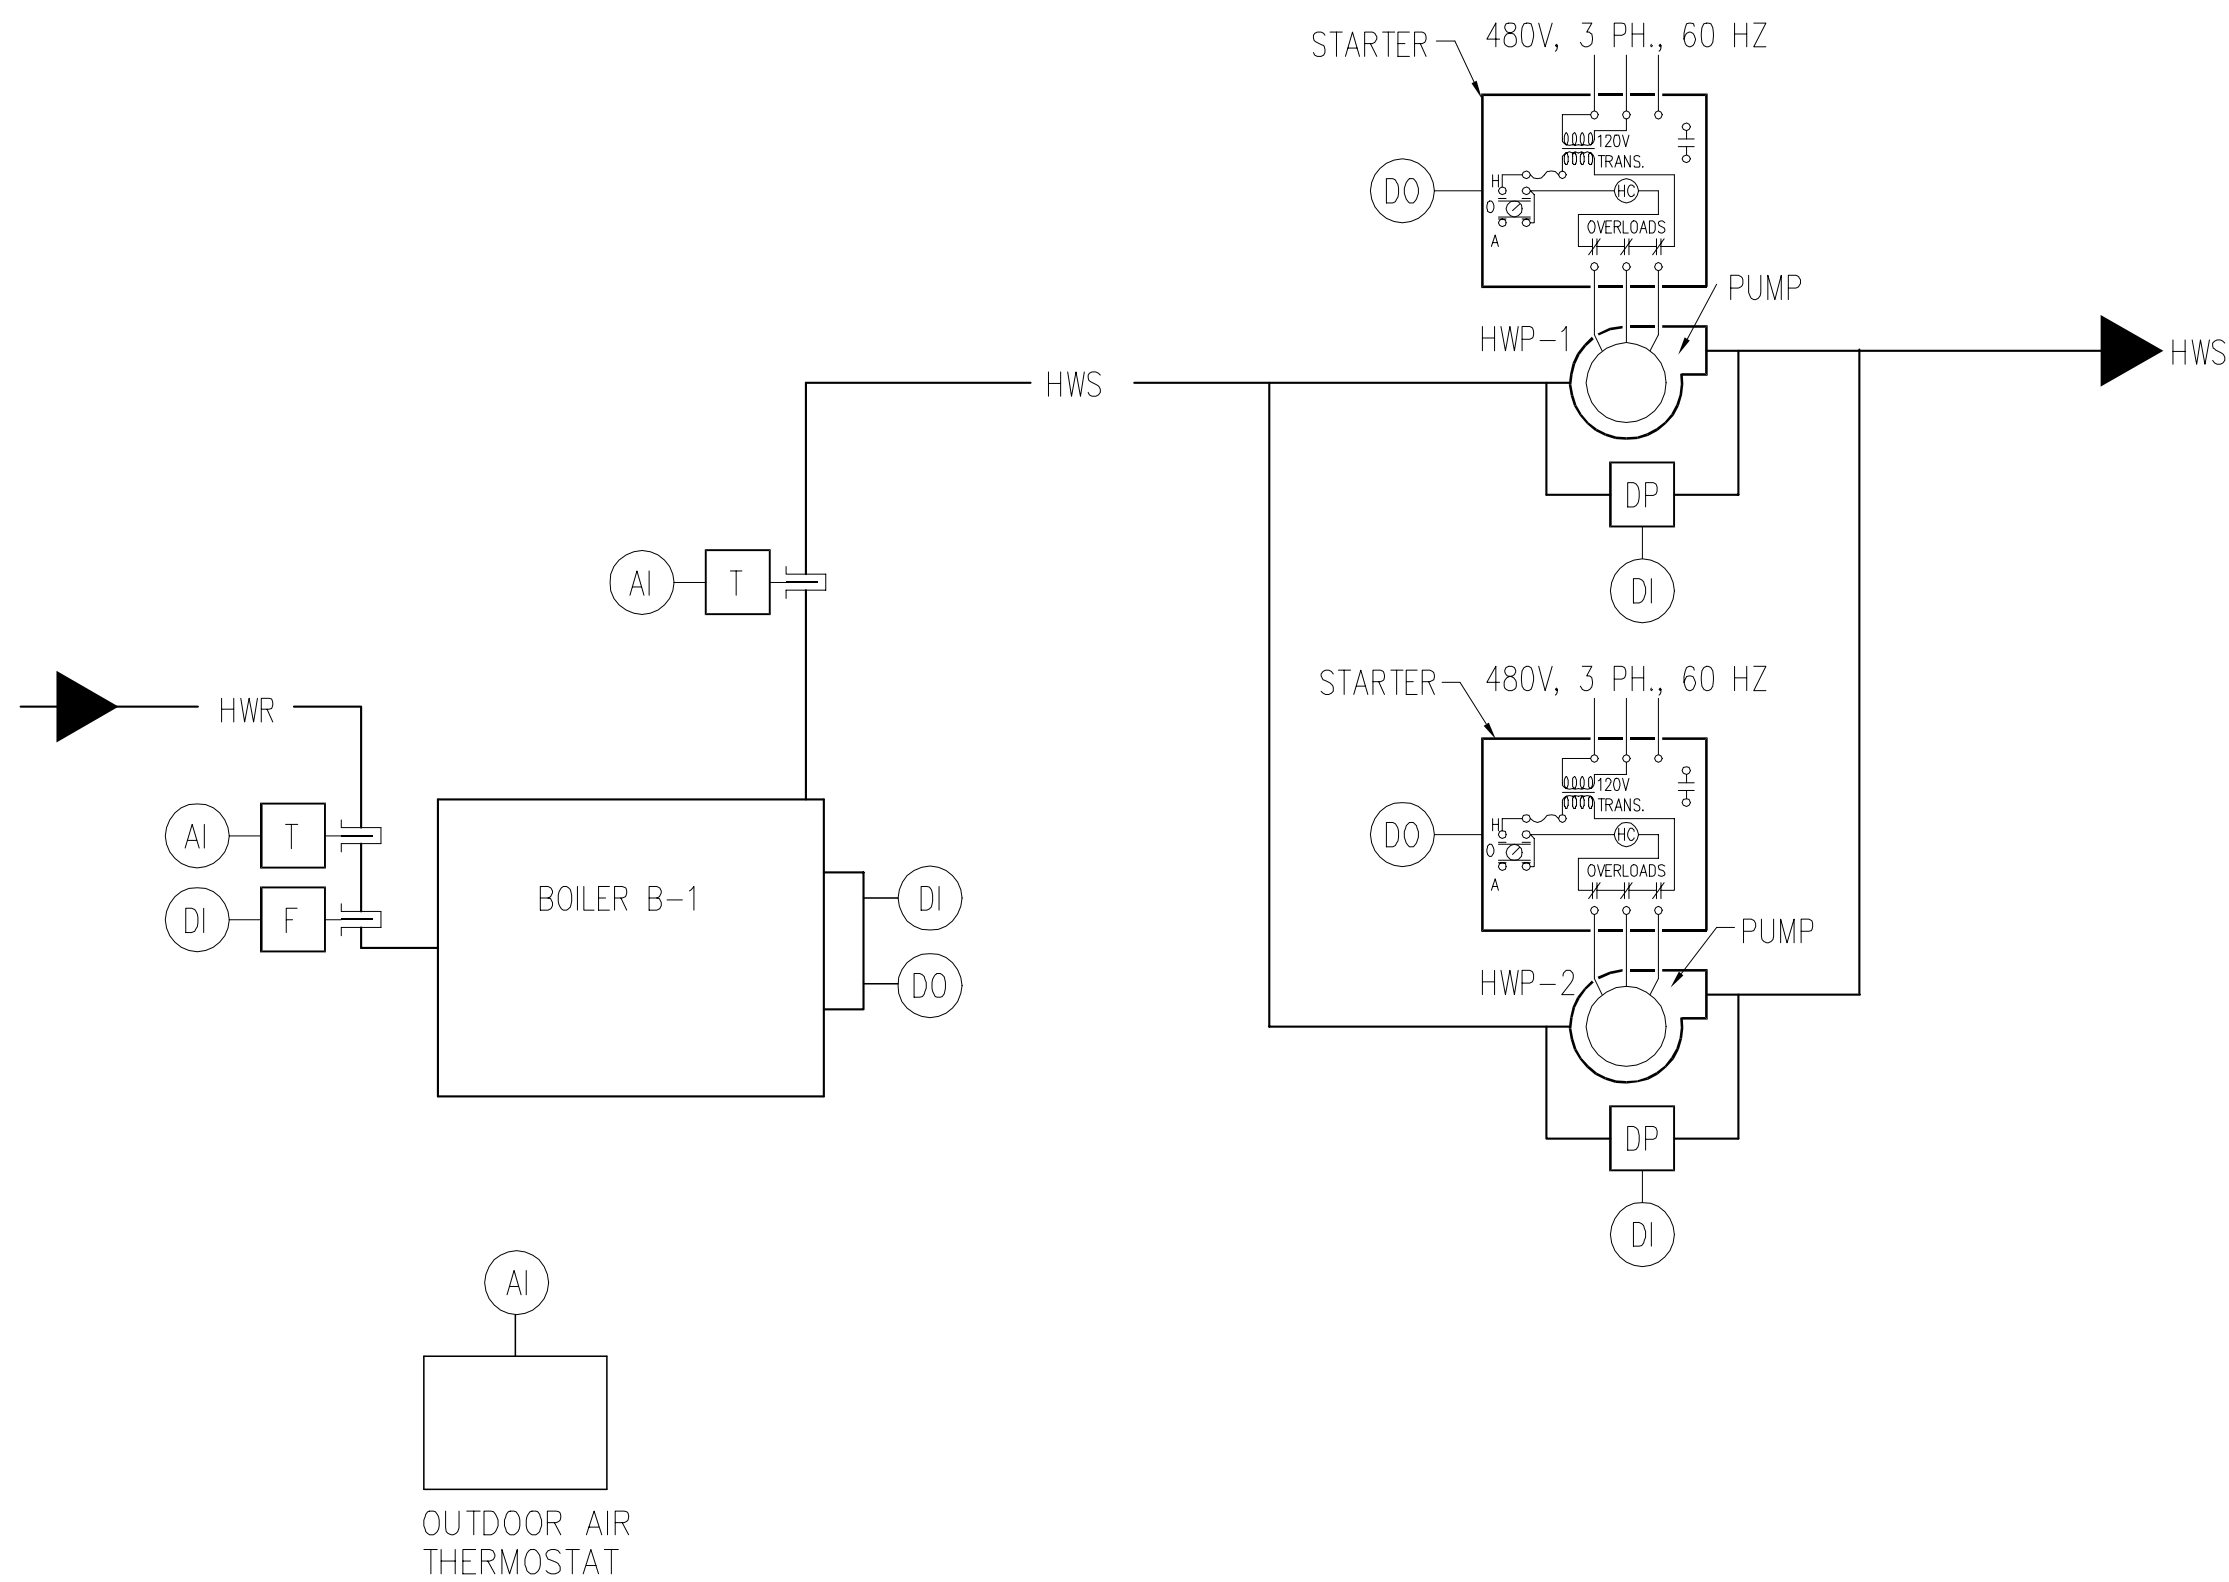 480V, 3 PH., 60 HZ
STARTER
120V
TRANS.
DO
H
HC
O
OVERLOADS
A
PUMP
HWP-1
HWS
HWS
DP
AI
T
DI
STARTER
480V, 3 PH., 60 HZ
HWR
120V
TRANS.
AI
T
DO
H
HC
O
OVERLOADS
A
BOILER B-1
DI
DI
F
PUMP
DO
HWP-2
DP
DI
AI
OUTDOOR AIR
THERMOSTAT